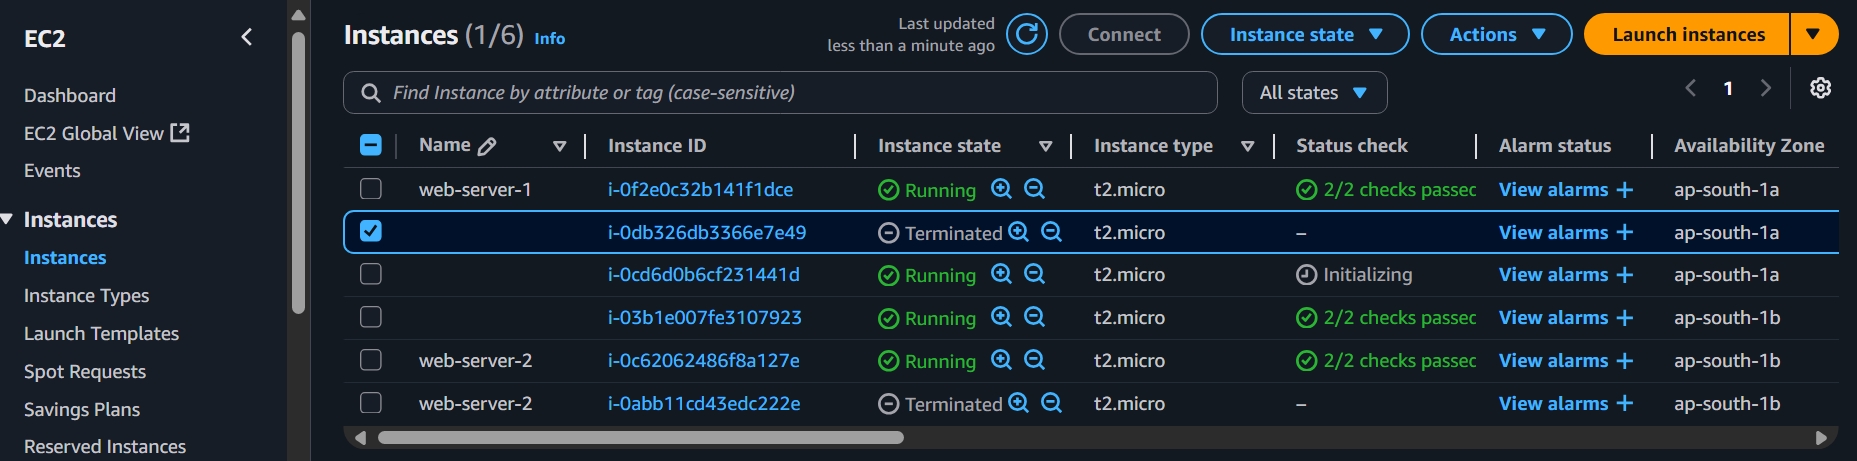 EC2
Dashboard
EC2 Global View
Events
Instances
Instances
Instance Types
Launch Templates
Spot Requests
Savings Plans
Reserved Instances
Instances (1/6) Info
Last updated
less than a minute ago
Connect Instance state Actions Launch instances
Find Instance by attribute or tag (case-sensitive) All states 1
Name Instance ID Instance state Instance type Status check Alarm status Availability Zone
web-server-1 i-0f2e0c32b141f1dce Running t2.micro 2/2 checks passec View alarms + ap-south-1a
i-0db326db3366e7e49 Terminated t2.micro – View alarms + ap-south-1a
i-0cd6d0b6cf231441d Running t2.micro Initializing View alarms + ap-south-1a
i-03b1e007fe3107923 Running t2.micro 2/2 checks passec View alarms + ap-south-1b
web-server-2 i-0c62062486f8a127e Running t2.micro 2/2 checks passec View alarms + ap-south-1b
web-server-2 i-0abb11cd43edc222e Terminated t2.micro – View alarms + ap-south-1b